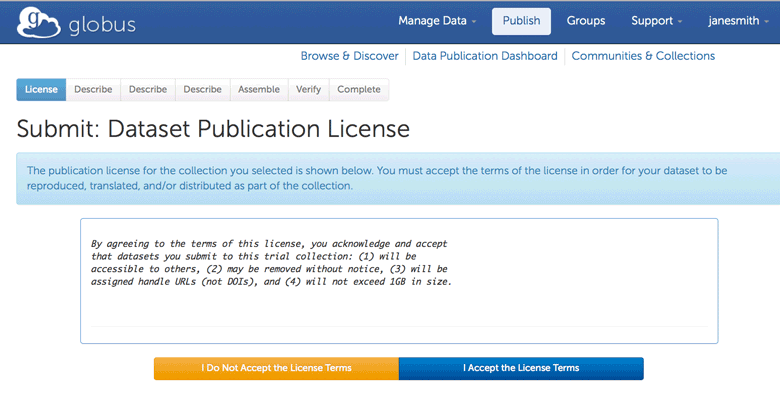 g globus
Manage Data Publish Groups Support janesmith
Browse & Discover Data Publication Dashboard Communities & Collections
License Describe Describe Describe Assemble Verify Complete
Submit: Dataset Publication License
The publication license for the collection you selected is shown below. You must accept the terms of the license in order for your dataset to be
reproduced, translated, and/or distributed as part of the collection.
By agreeing to the terms of this license, you acknowledge and accept
that datasets you submit to this trial collection: (1) will be
accessible to others, (2) may be removed without notice, (3) will be
assigned handle URLs (not DOIs), and (4) will not exceed 1GB in size.
I Do Not Accept the License Terms I Accept the License Terms